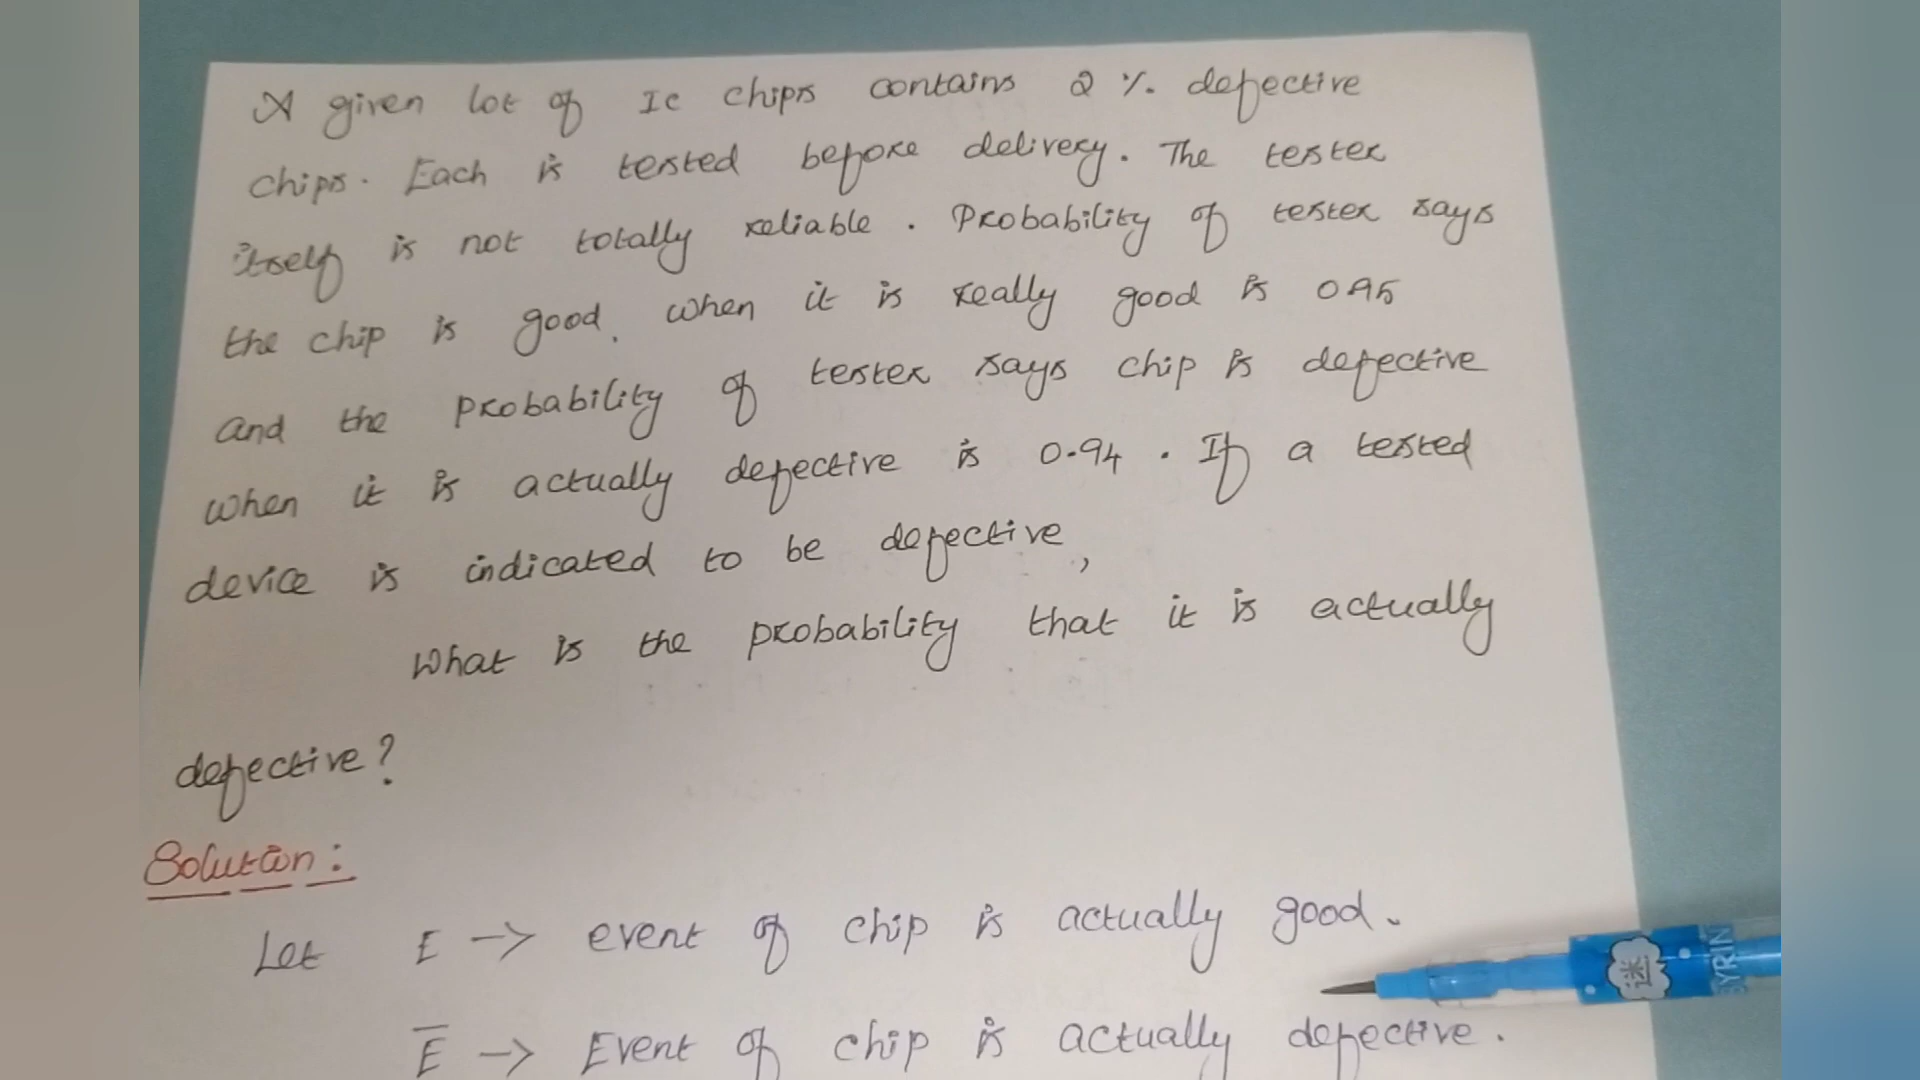 A given lot of Ic chips contains 2 % defective
chips. Each is tested before delivery. The tester
itself is not totally reliable. Probability of tester says
the chip is good, when it is really good is 0.95
and the probability of tester says chip is defective
when it is actually defective is 0.94. If a tested
device is indicated to be defective,
what is the probability that it is actually
defective?
Solution:
Let E -> event of chip is actually good.
Ē -> Event of chip is actually defective.
迷